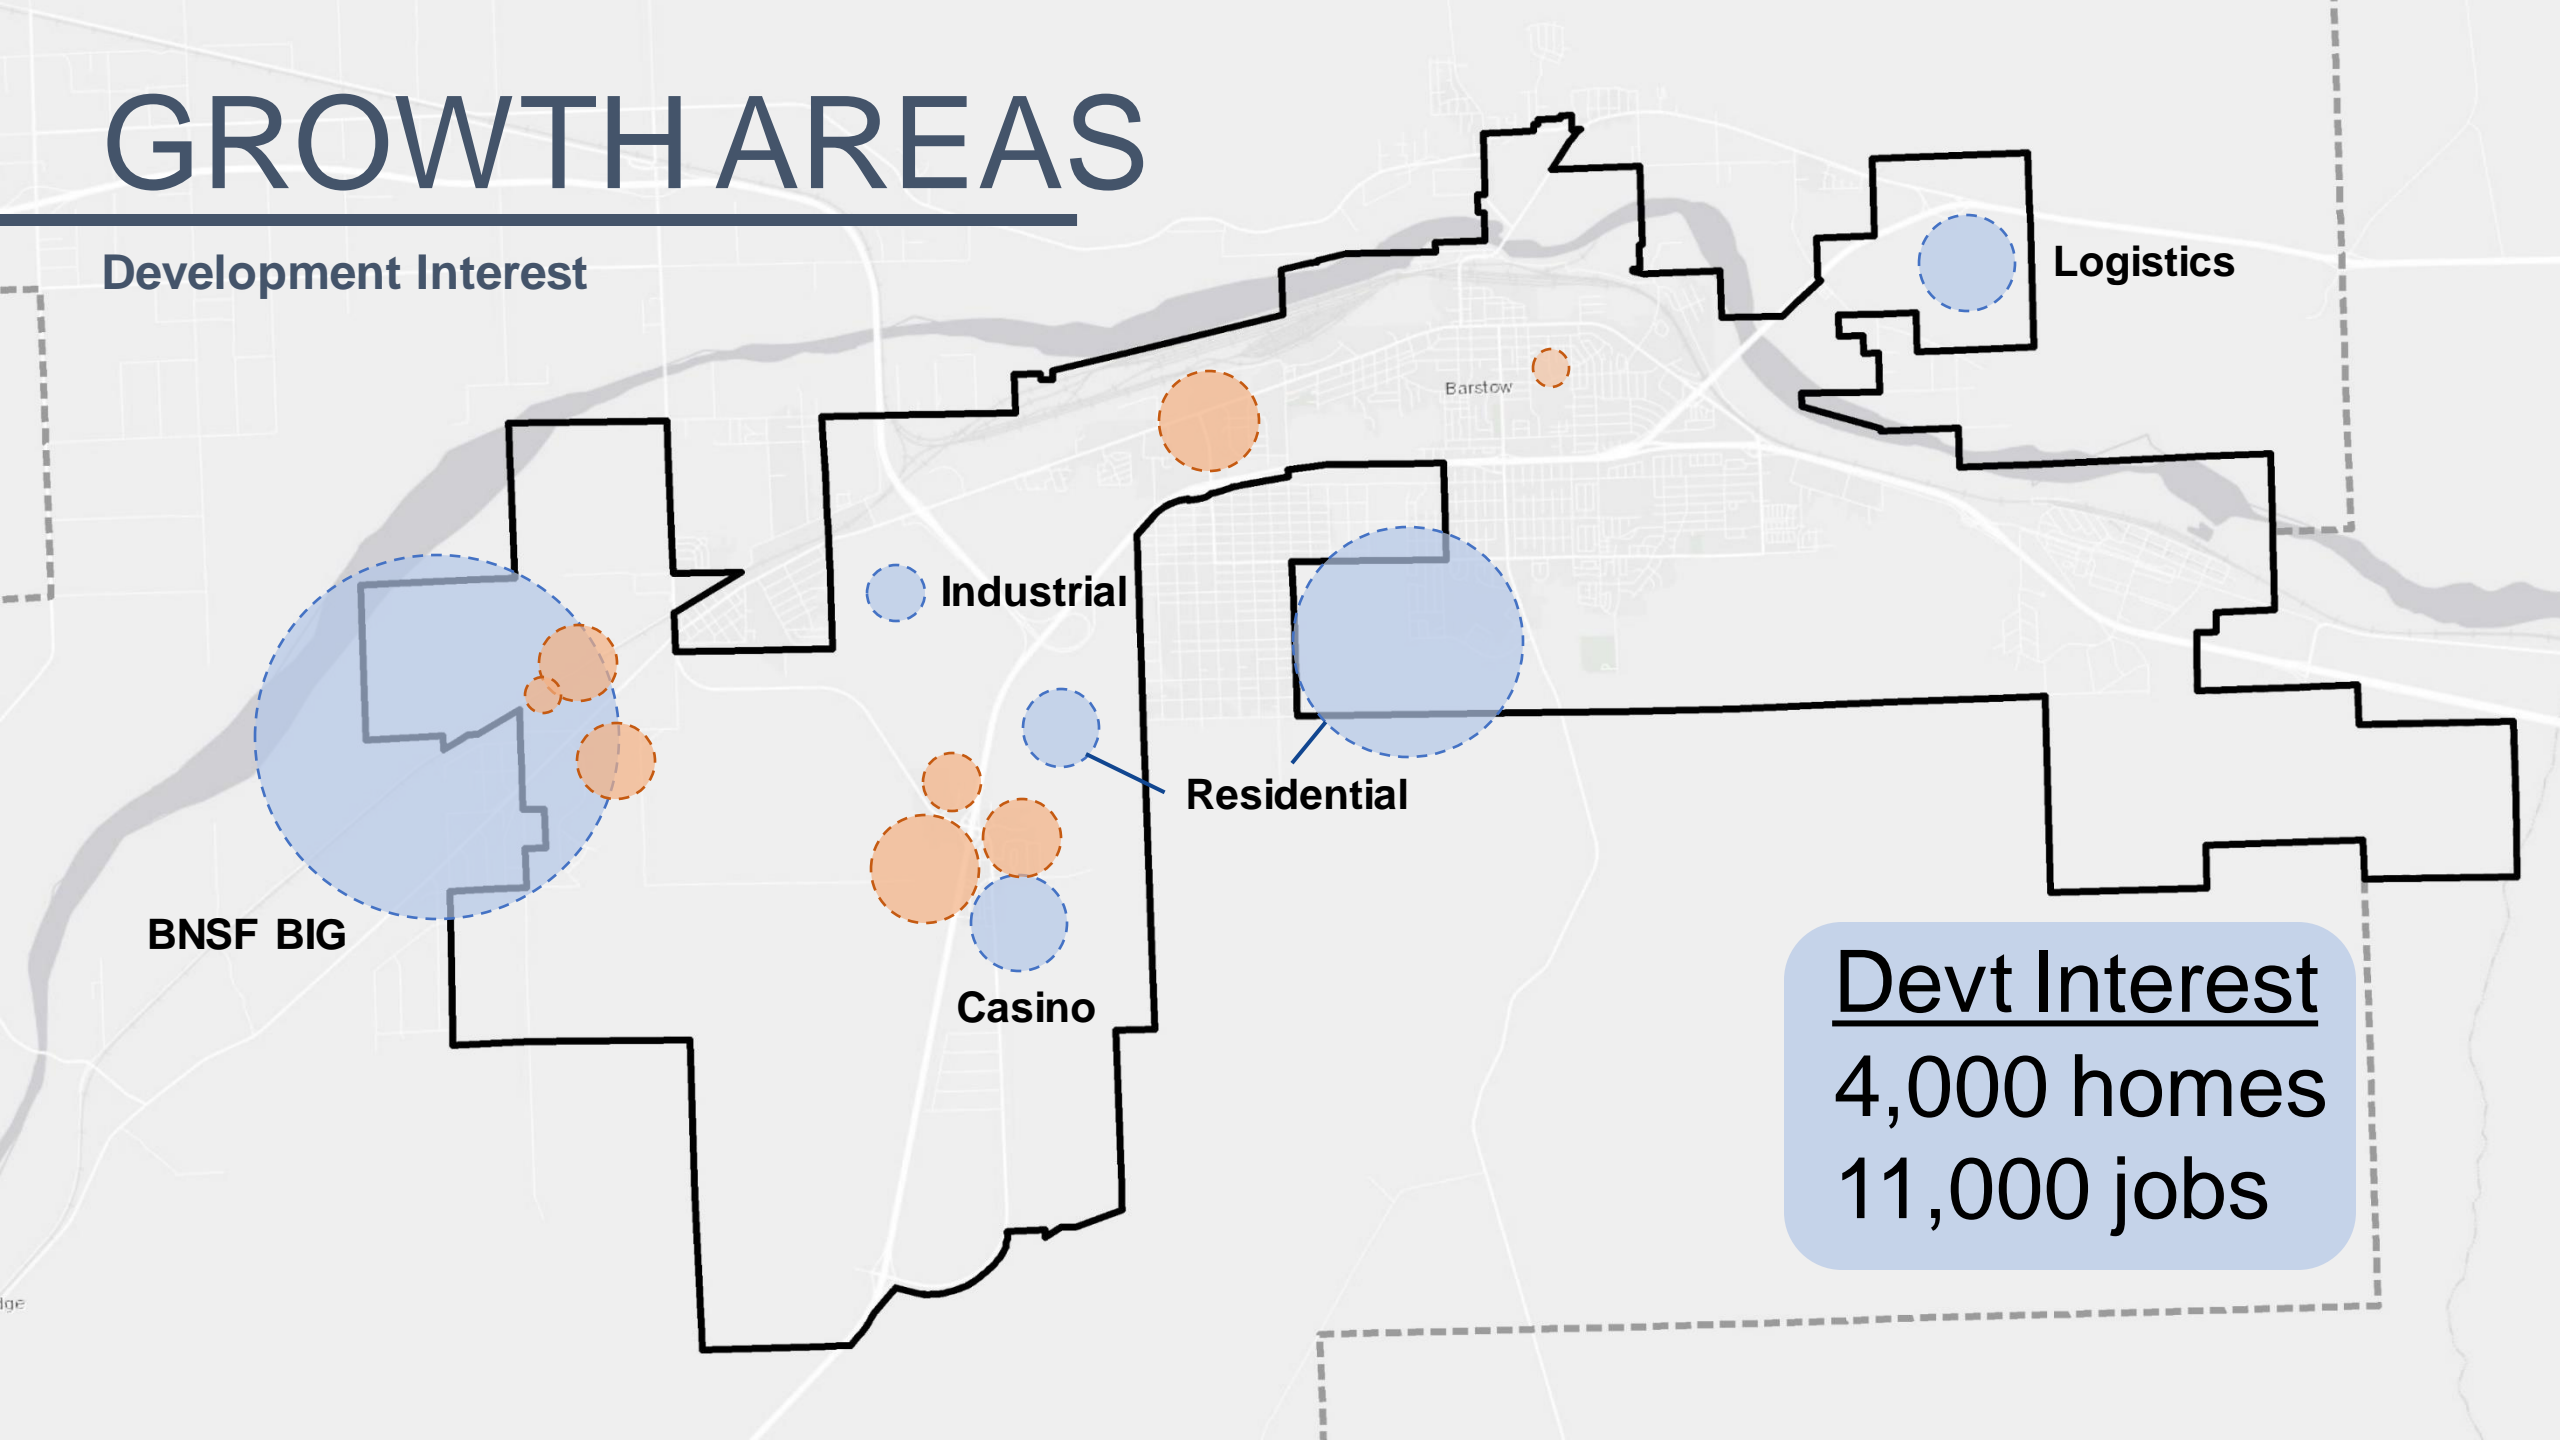 GROWTH AREAS
Development Interest
Logistics
Barstow
Industrial
Residential
BNSF BIG
Casino
Devt Interest
4,000 homes
11,000 jobs